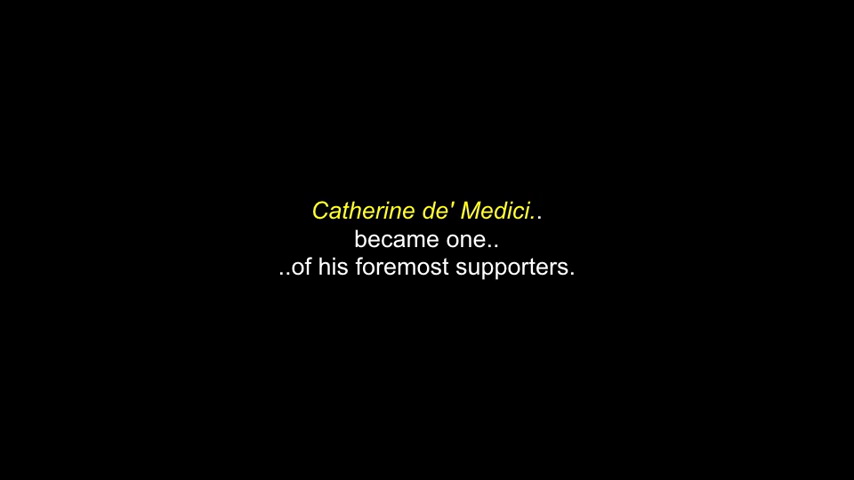 Catherine de' Medici..
became one..
..of his foremost supporters.